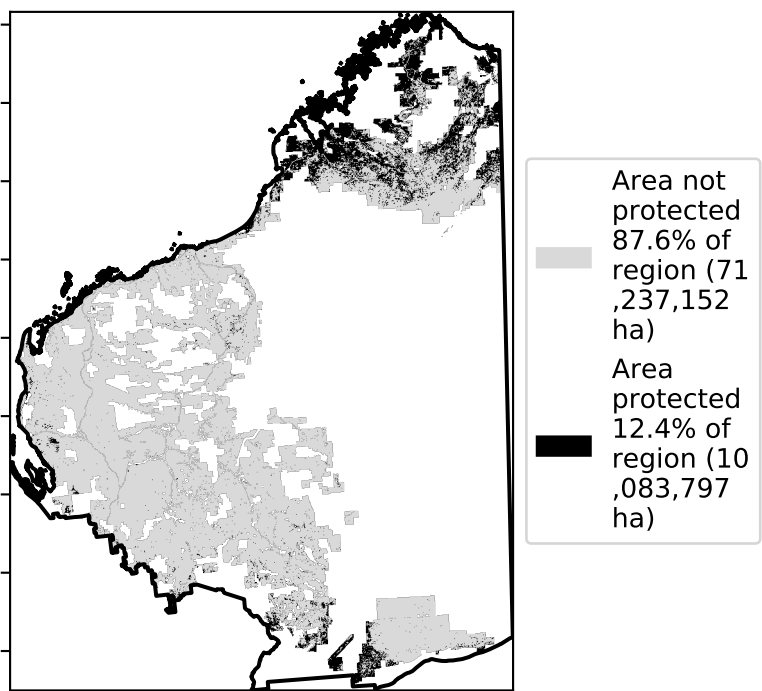 Area not
protected
87.6% of
region (71
,237,152
ha)
Area
protected
12.4% of
region (10
,083,797
ha)